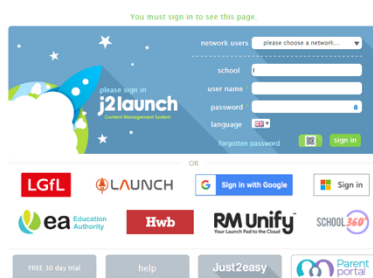 You must sign in to see this page.
network users please choose a network...
school
user name
please sign in
j2launch
Content Management System
password
language
forgotten password sign in
OR
LGfL LAUNCH G Sign in with Google Sign in
ea Education Authority Hwb RM Unify SCHOOL 360°
Your Launch Pad to the Cloud
FREE 30 day trial help Just2easy Parent portal